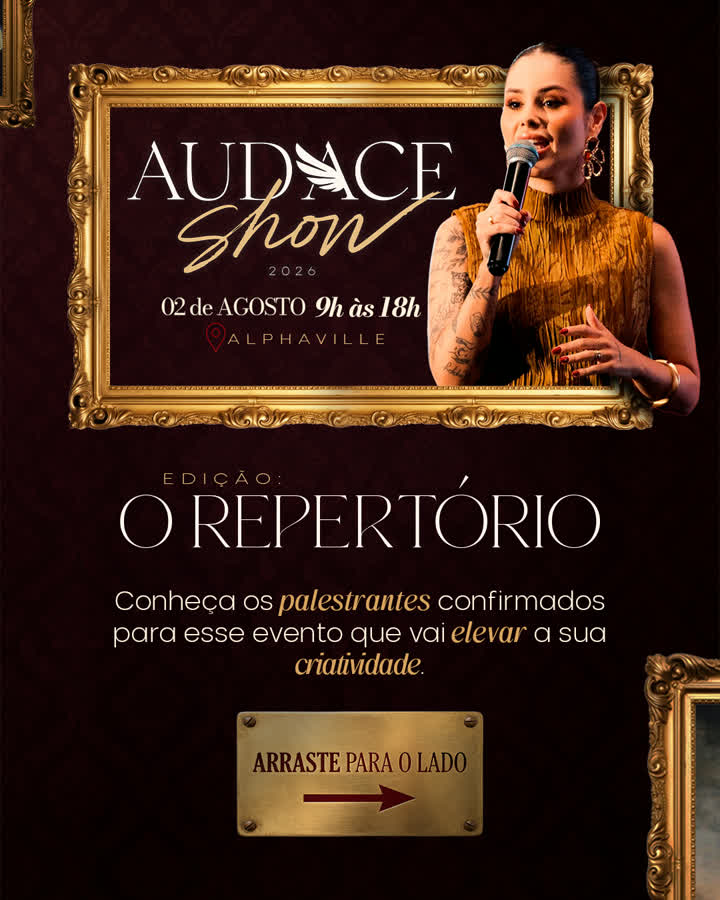 AUDACE
Show
2026
02 de AGOSTO 9h às 18h
ALPHAVILLE
EDIÇÃO:
O REPERTÓRIO
Conheça os palestrantes confirmados
para esse evento que vai elevar a sua
criatividade.
ARRASTE PARA O LADO